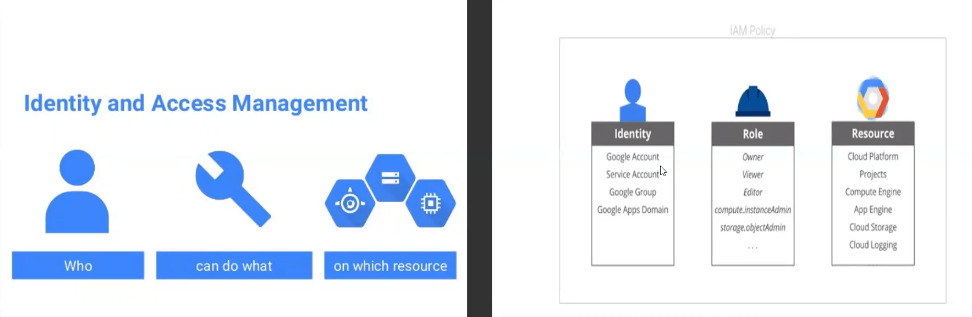 Identity and Access Management
Who
can do what
on which resource
IAM Policy
Identity
Google Account
Service Account
Google Group
Google Apps Domain
Role
Owner
Viewer
Editor
compute.instanceAdmin
storage.objectAdmin
...
Resource
Cloud Platform
Projects
Compute Engine
App Engine
Cloud Storage
Cloud Logging